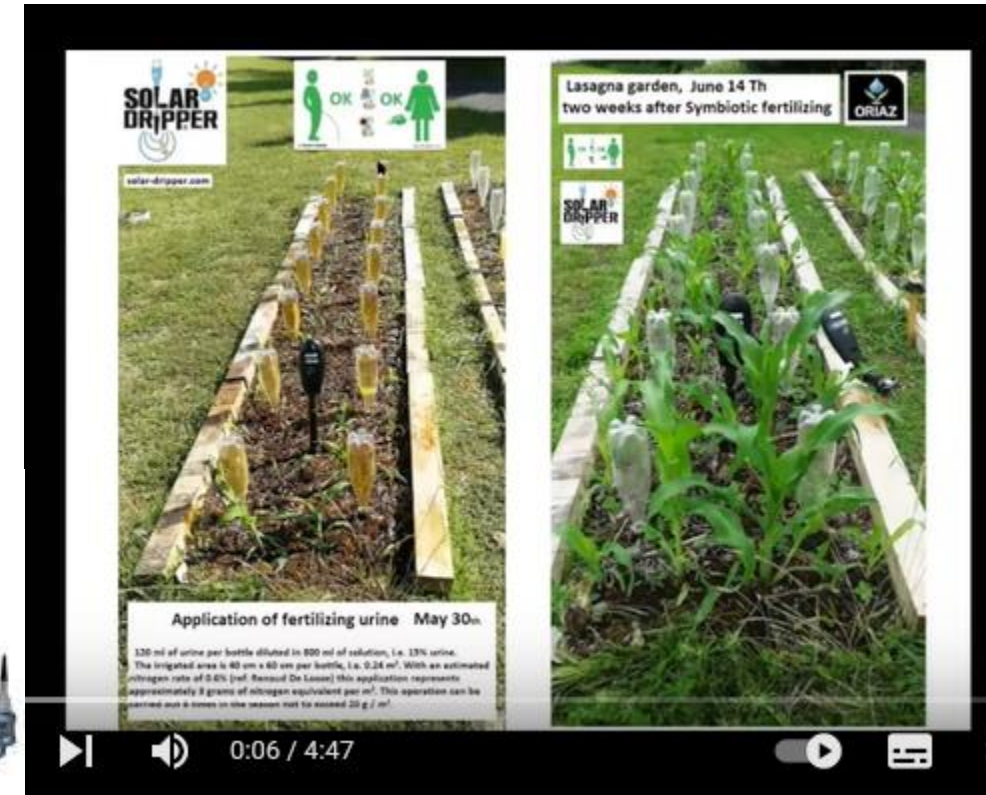 SOLAR
DRIPPER
solar-dripper.com
OK OK
Application of fertilizing urine May 30th
120 ml of urine per bottle diluted in 800 ml of solution, i.e. 15% urine.
The irrigated area is 40 cm x 60 cm per bottle, i.e. 0.24 m². With an estimated
nitrogen rate of 0.6% (ref: Renaud De Looze) this application represents
approximately 3 grams of nitrogen equivalent per m². This operation can be
carried out 6 times in the season not to exceed 20 g / m².
Lasagna garden, June 14 Th
two weeks after Symbiotic fertilizing
ORIAZ
SOLAR
DRIPPER
0:06 / 4:47